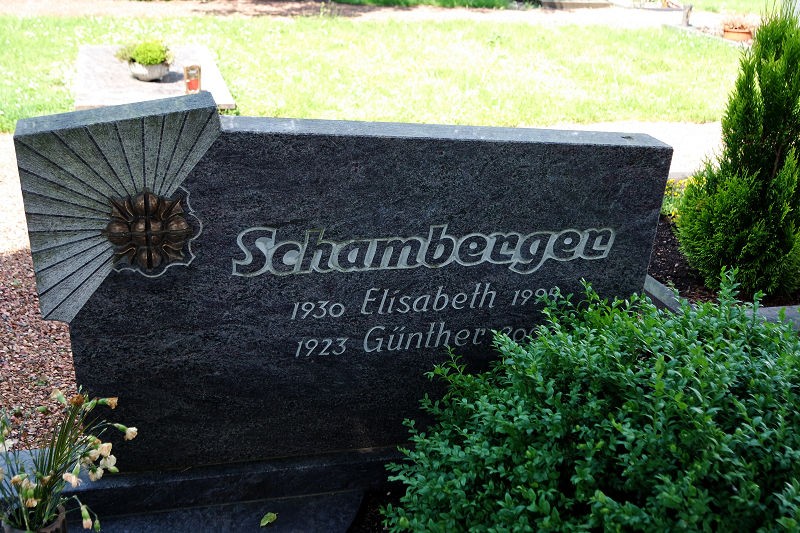 Schamberger
1930 Elisabeth
1923 Günther